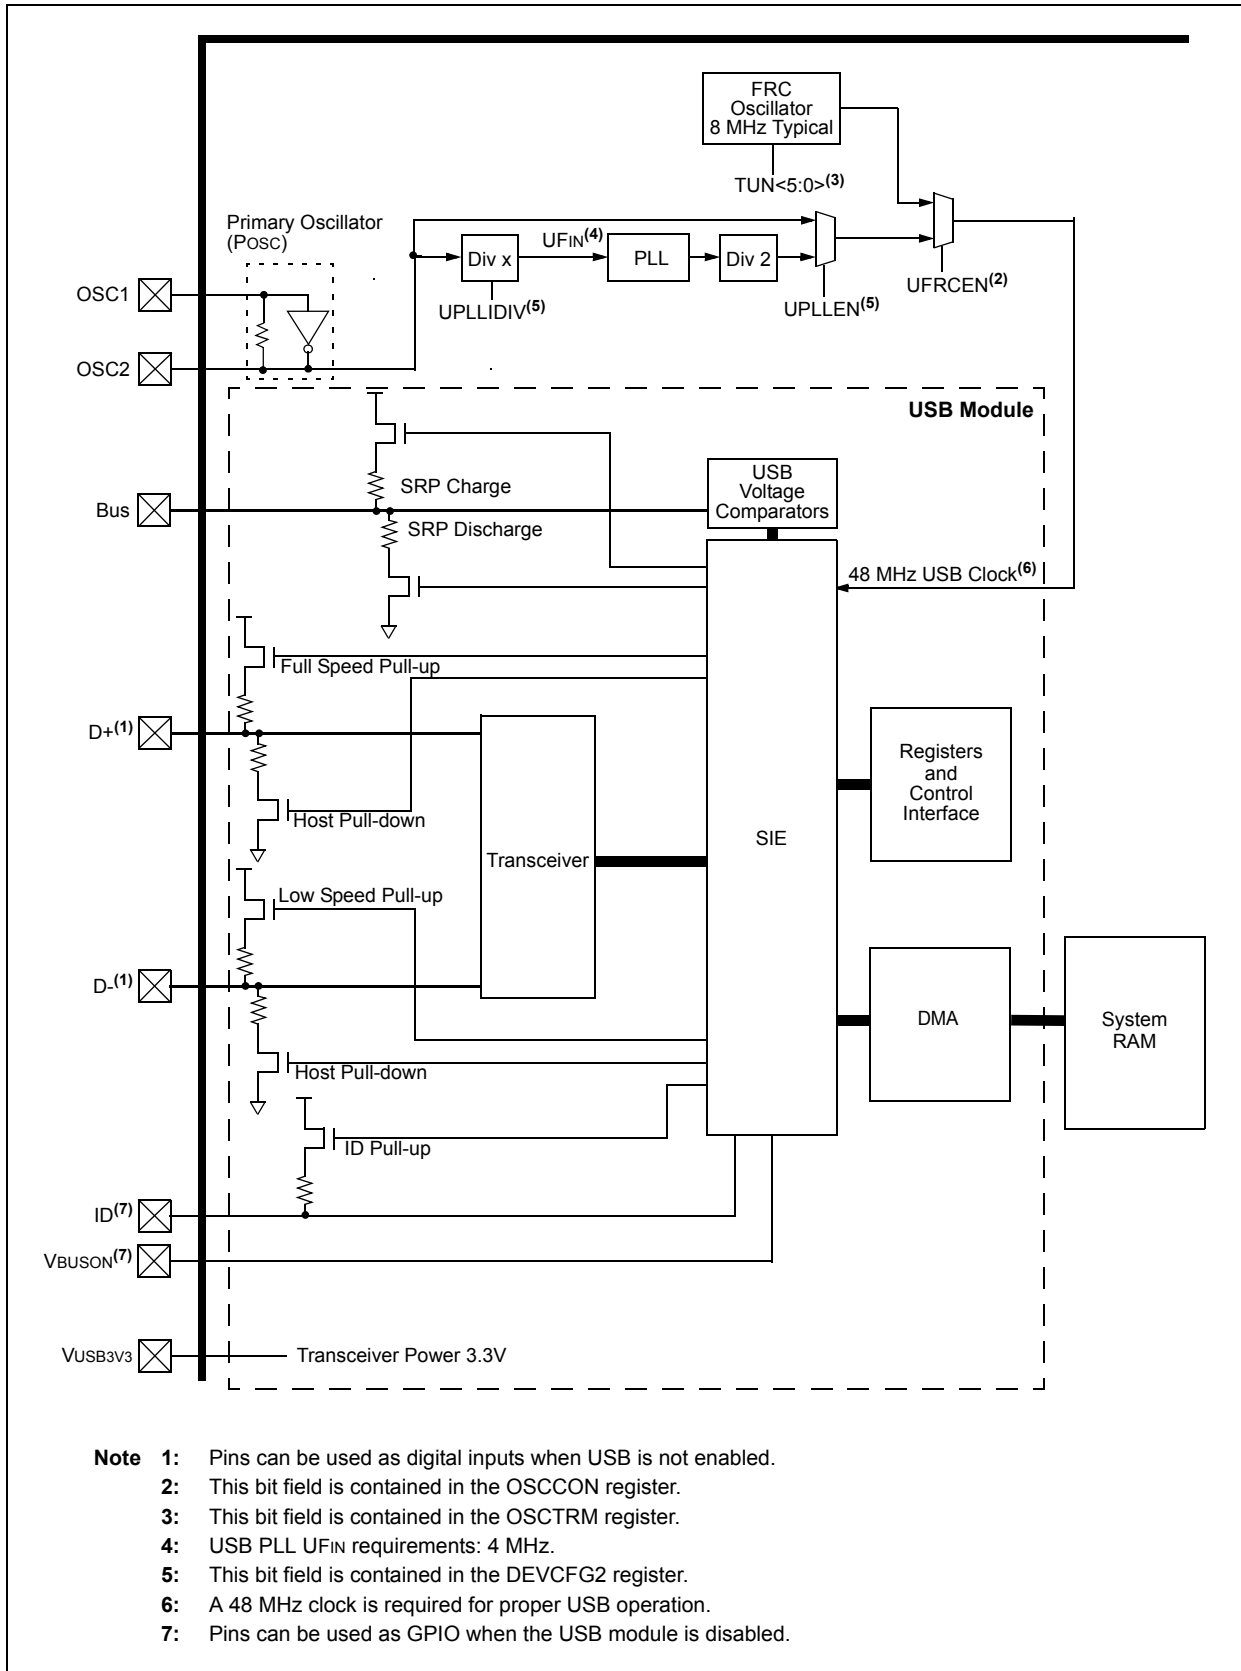 FRC
Oscillator
8 MHz Typical
TUN<5:0>(3)
Primary Oscillator
(POSC)
UFIN(4)
Div x
PLL
Div 2
UPLLIDIV(5)
UPLLEN(5)
UFRCEN(2)
OSC1
OSC2
USB Module
USB
Voltage
Comparators
SRP Charge
Bus
SRP Discharge
48 MHz USB Clock(6)
Full Speed Pull-up
D+(1)
Registers
and
Control
Interface
Host Pull-down
SIE
Transceiver
Low Speed Pull-up
D-(1)
DMA
System
RAM
Host Pull-down
ID Pull-up
ID(7)
VBUSON(7)
VUSB3V3
Transceiver Power 3.3V
Note 1: Pins can be used as digital inputs when USB is not enabled.
2: This bit field is contained in the OSCCON register.
3: This bit field is contained in the OSCTRM register.
4: USB PLL UFIN requirements: 4 MHz.
5: This bit field is contained in the DEVCFG2 register.
6: A 48 MHz clock is required for proper USB operation.
7: Pins can be used as GPIO when the USB module is disabled.